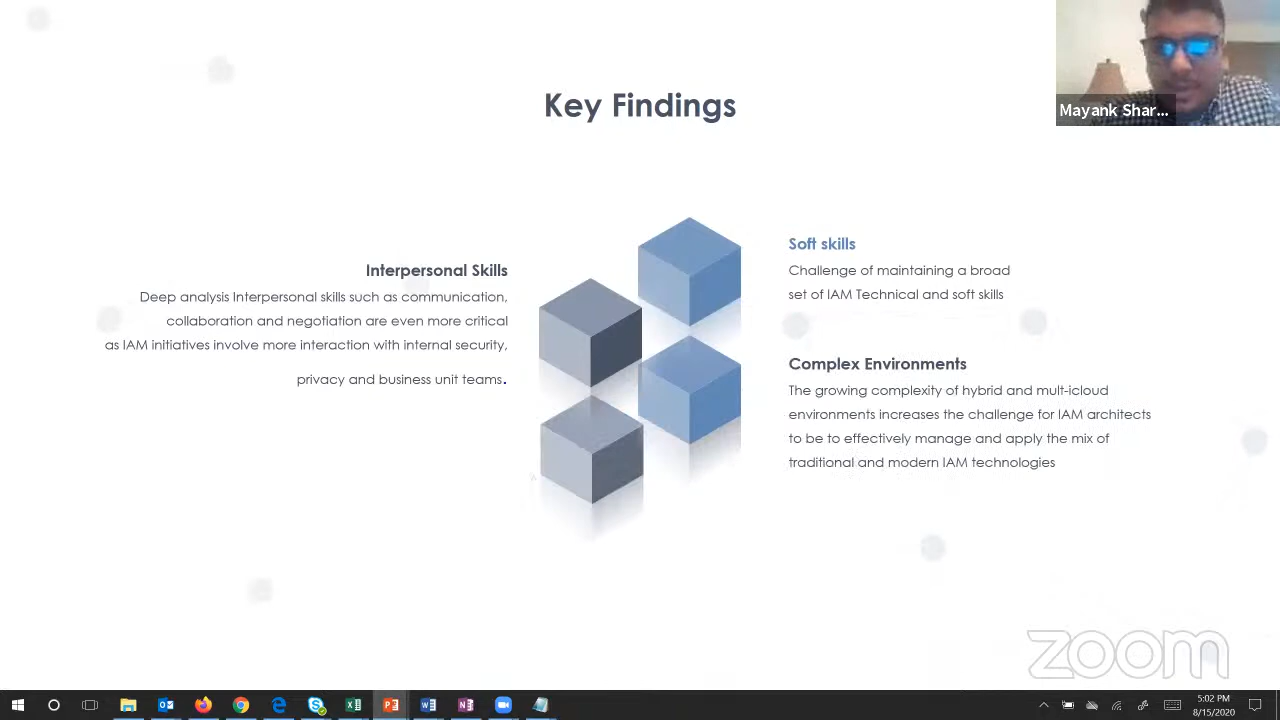 Key Findings
Mayank Shar...
Interpersonal Skills
Deep analysis Interpersonal skills such as communication,
collaboration and negotiation are even more critical
as IAM initiatives involve more interaction with internal security,
privacy and business unit teams.
Soft skills
Challenge of maintaining a broad
set of IAM Technical and soft skills
Complex Environments
The growing complexity of hybrid and mult-icloud
environments increases the challenge for IAM architects
to be to effectively manage and apply the mix of
traditional and modern IAM technologies
zoom
5:02 PM
8/15/2020